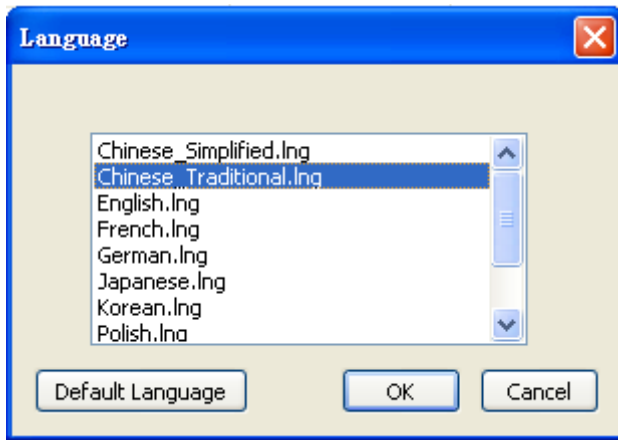 Language
Chinese_Simplified.lng
Chinese_Traditional.lng
English.lng
French.lng
German.lng
Japanese.lng
Korean.lng
Polish.lng
Default Language OK Cancel